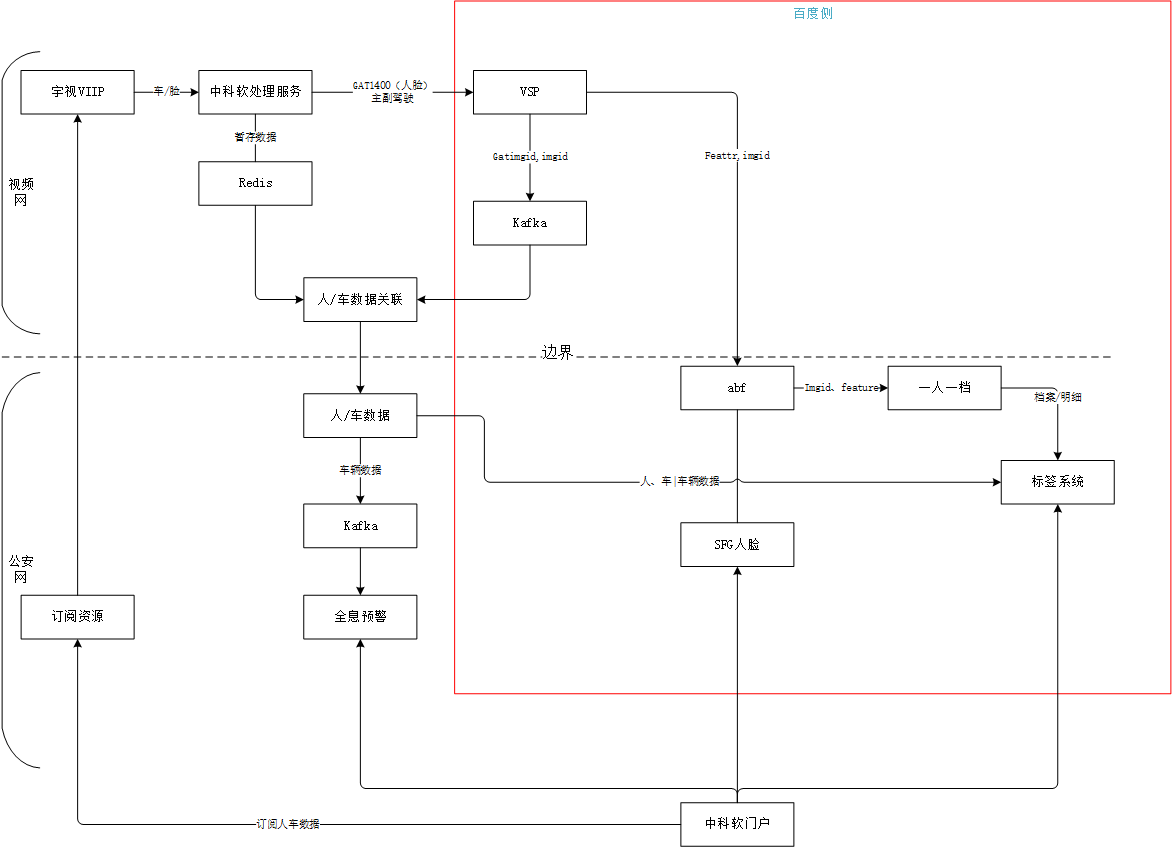 百度侧
宇视VIIP
车/脸
中科软处理服务
GAT1400（人脸）
主副驾驶
VSP
暂存数据
Gatimgid,imgid
Feattr,imgid
Redis
视频
网
Kafka
人/车数据关联
边界
abf
Imgid、feature
一人一档
档案/明细
人/车数据
车辆数据
人、车|车辆数据
标签系统
Kafka
SFG人脸
公安
网
订阅资源
全息预警
订阅人车数据
中科软门户